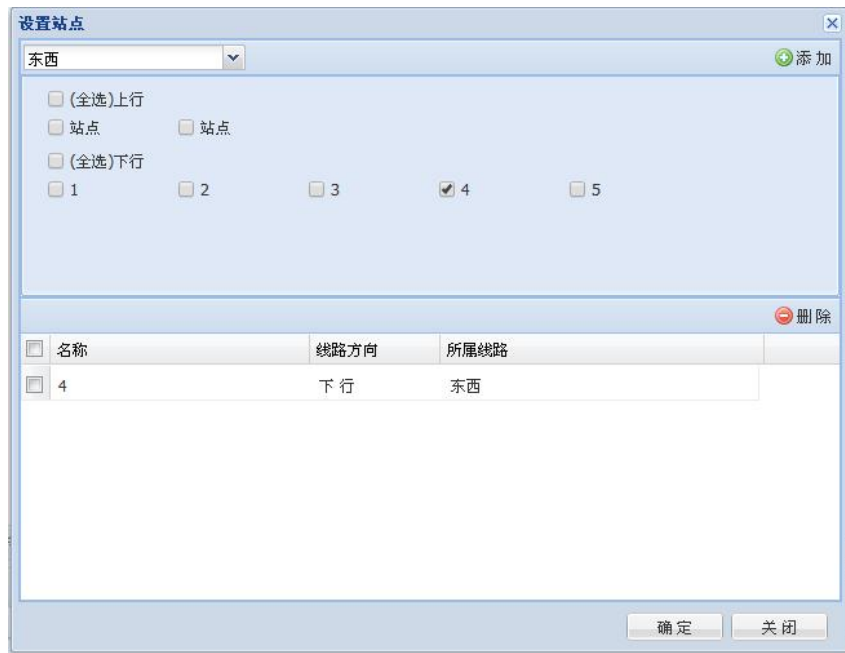 设置站点
东西 添加
(全选)上行
站点 站点
(全选)下行
1 2 3 4 5
删除
名称 线路方向 所属线路
4 下行 东西
确定 关闭